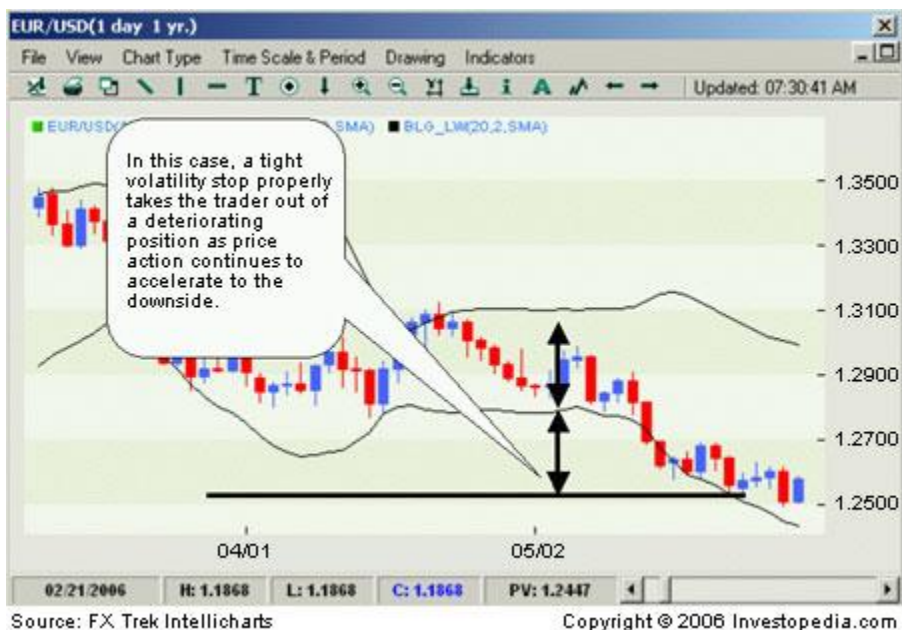 EUR/USD(1 day 1 yr.)
File View Chart Type Time Scale & Period Drawing Indicators
T i A Updated: 07:30:41 AM
EUR/USD SMA) BLG_LW(20,2,SMA)
In this case, a tight
volatility stop properly
takes the trader out of
a deteriorating
position as price
action continues to
accelerate to the
downside.
1.3500
1.3300
1.3100
1.2900
1.2700
1.2500
04/01 05/02
02/21/2006 H: 1.1868 L: 1.1868 C: 1.1868 PV: 1.2447
Source: FX Trek Intellicharts Copyright © 2006 Investopedia.com